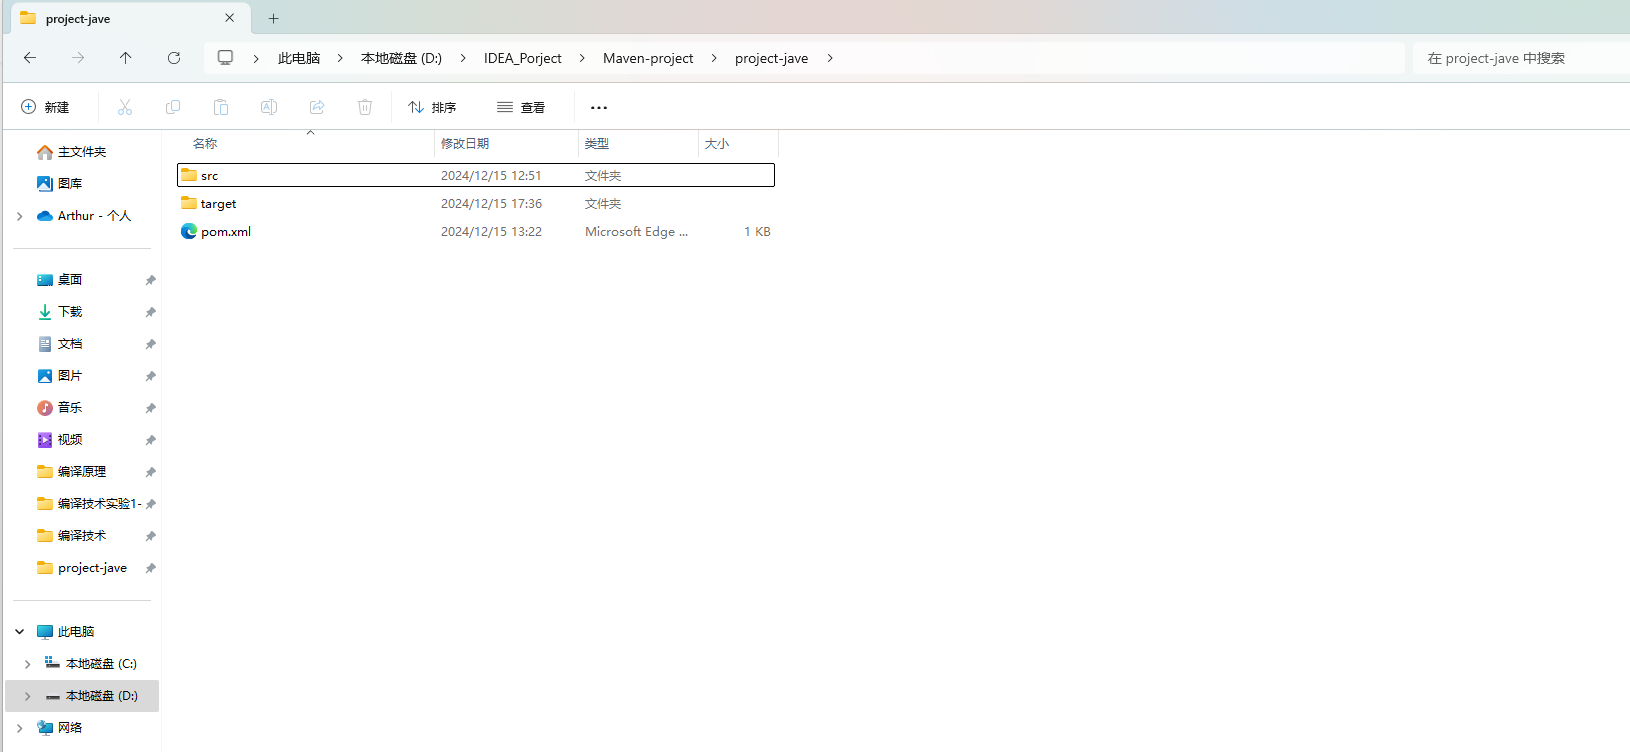 project-jave
此电脑 本地磁盘 (D:) IDEA_Porject Maven-project project-jave
在 project-jave 中搜索
新建 排序 查看
名称 修改日期 类型 大小
src 2024/12/15 12:51 文件夹
target 2024/12/15 17:36 文件夹
pom.xml 2024/12/15 13:22 Microsoft Edge ... 1 KB
主文件夹
图库
Arthur - 个人
桌面
下载
文档
图片
音乐
视频
编译原理
编译技术实验1-
编译技术
project-jave
此电脑
本地磁盘 (C:)
本地磁盘 (D:)
网络